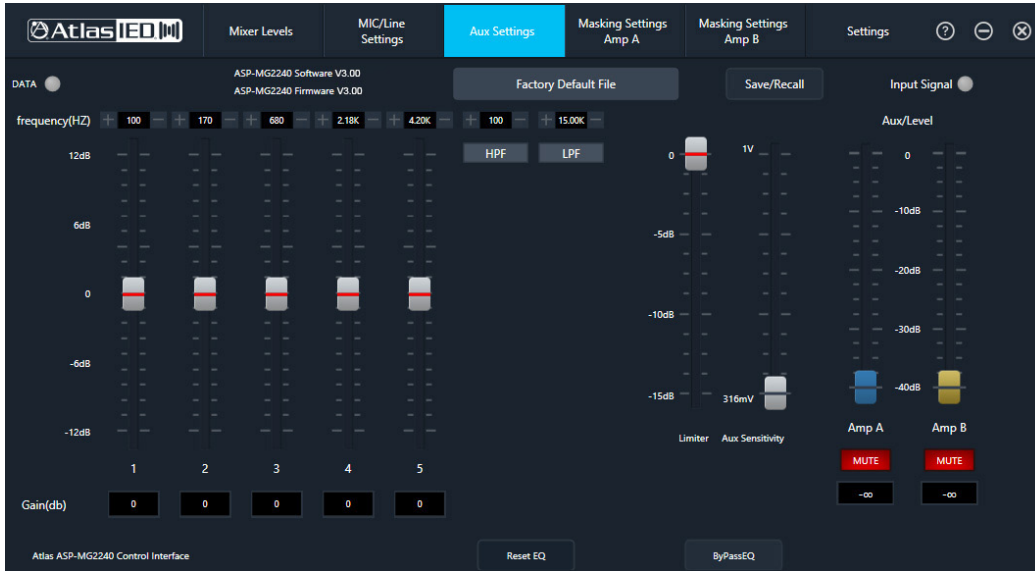 Atlas IED
Mixer Levels
MIC/Line
Settings
Aux Settings
Masking Settings
Amp A
Masking Settings
Amp B
Settings
?
DATA
ASP-MG2240 Software V3.00
ASP-MG2240 Firmware V3.00
Factory Default File
Save/Recall
Input Signal
frequency(HZ) + 100 − + 170 − + 680 − + 2.18K − + 4.20K − + 100 − + 15.00K −
Aux/Level
HPF LPF
12dB
6dB
0
-6dB
-12dB
0
-5dB
-10dB
-15dB
1V
316mV
Limiter Aux Sensitivity
0
-10dB
-20dB
-30dB
-40dB
Amp A Amp B
MUTE MUTE
-∞ -∞
1 2 3 4 5
Gain(db) 0 0 0 0 0
Atlas ASP-MG2240 Control Interface
Reset EQ
ByPassEQ